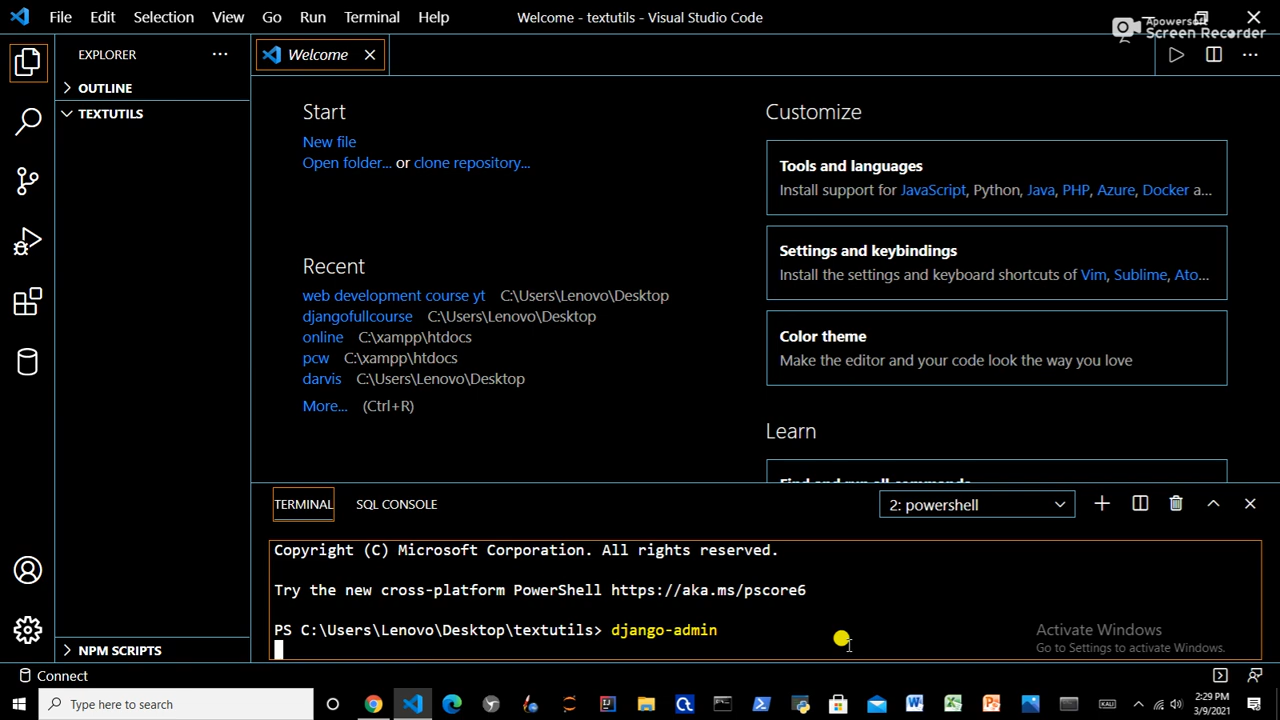 File Edit Selection View Go Run Terminal Help Welcome - textutils - Visual Studio Code
Apowersoft
Screen Recorder
EXPLORER ···
Welcome
OUTLINE
TEXTUTILS
Start
New file
Open folder... or clone repository...
Recent
web development course yt C:\Users\Lenovo\Desktop
djangofullcourse C:\Users\Lenovo\Desktop
online C:\xampp\htdocs
pcw C:\xampp\htdocs
darvis C:\Users\Lenovo\Desktop
More... (Ctrl+R)
Customize
Tools and languages
Install support for JavaScript, Python, Java, PHP, Azure, Docker a...
Settings and keybindings
Install the settings and keyboard shortcuts of Vim, Sublime, Ato...
Color theme
Make the editor and your code look the way you love
Learn
Find and run all commands
TERMINAL SQL CONSOLE 2: powershell
Copyright (C) Microsoft Corporation. All rights reserved.
Try the new cross-platform PowerShell https://aka.ms/pscore6
PS C:\Users\Lenovo\Desktop\textutils> django-admin
Activate Windows
Go to Settings to activate Windows.
NPM SCRIPTS
Connect
Type here to search
KALI
2:29 PM
3/9/2021